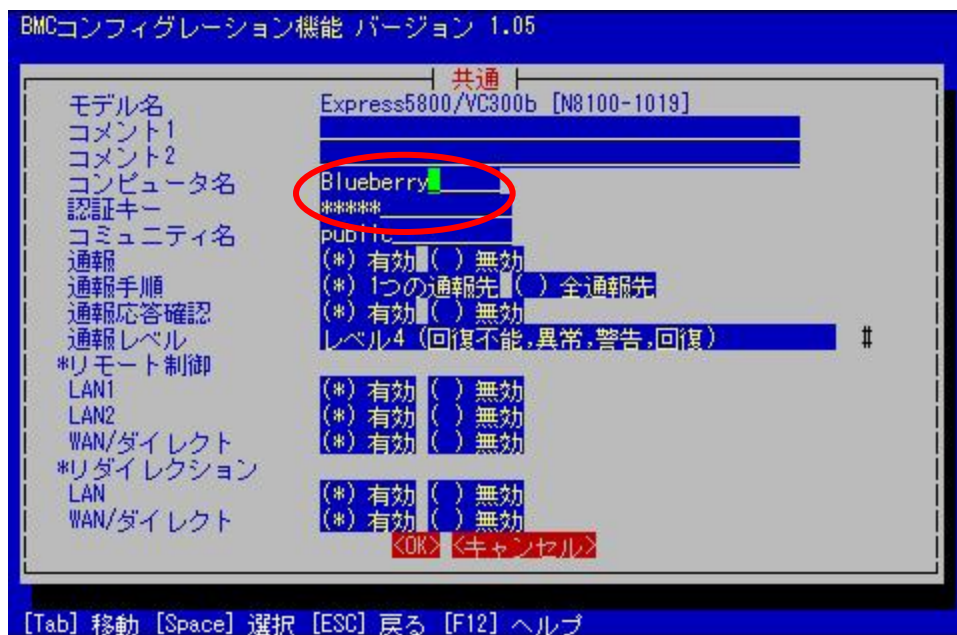 BMCコンフィグレーション機能 バージョン 1.05
共通
モデル名 Express5800/VC300b [N8100-1019]
コメント1
コメント2
コンピュータ名 Blueberry
認証キー *****
コミュニティ名 public
通報 (*) 有効 ( ) 無効
通報手順 (*) 1つの通報先 ( ) 全通報先
通報応答確認 (*) 有効 ( ) 無効
通報レベル レベル4 (回復不能,異常,警告,回復) #
*リモート制御
LAN1 (*) 有効 ( ) 無効
LAN2 (*) 有効 ( ) 無効
WAN/ダイレクト (*) 有効 ( ) 無効
*リダイレクション
LAN (*) 有効 ( ) 無効
WAN/ダイレクト (*) 有効 ( ) 無効
<OK> <キャンセル>
[Tab] 移動 [Space] 選択 [ESC] 戻る [F12] ヘルプ